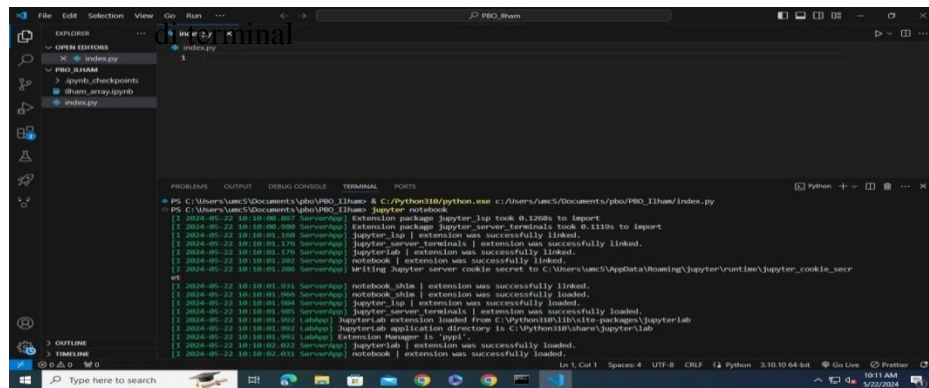 File Edit Selection View Go Run ... PBO_Ilham
di terminal
EXPLORER ... index.py
OPEN EDITORS
index.py
index.py
1
PBO_ILHAM
.ipynb_checkpoints
ilham_array.ipynb
index.py
PROBLEMS OUTPUT DEBUG CONSOLE TERMINAL PORTS Python
PS C:\Users\umc5\Documents\pbo\PBO_Ilham> & C:/Python310/python.exe c:/Users/umc5/Documents/pbo/PBO_Ilham/index.py
PS C:\Users\umc5\Documents\pbo\PBO_Ilham> jupyter notebook
[I 2024-05-22 10:10:00.867 ServerApp] Extension package jupyter_lsp took 0.1268s to import
[I 2024-05-22 10:10:00.980 ServerApp] Extension package jupyter_server_terminals took 0.1119s to import
[I 2024-05-22 10:10:01.160 ServerApp] jupyter_lsp | extension was successfully linked.
[I 2024-05-22 10:10:01.176 ServerApp] jupyter_server_terminals | extension was successfully linked.
[I 2024-05-22 10:10:01.176 ServerApp] jupyterlab | extension was successfully linked.
[I 2024-05-22 10:10:01.202 ServerApp] notebook | extension was successfully linked.
[I 2024-05-22 10:10:01.206 ServerApp] Writing Jupyter server cookie secret to C:\Users\umc5\AppData\Roaming\jupyter\runtime\jupyter_cookie_secr
et
[I 2024-05-22 10:10:01.931 ServerApp] notebook_shim | extension was successfully linked.
[I 2024-05-22 10:10:01.966 ServerApp] notebook_shim | extension was successfully loaded.
[I 2024-05-22 10:10:01.984 ServerApp] jupyter_lsp | extension was successfully loaded.
[I 2024-05-22 10:10:01.985 ServerApp] jupyter_server_terminals | extension was successfully loaded.
[I 2024-05-22 10:10:01.992 LabApp] JupyterLab extension loaded from C:\Python310\lib\site-packages\jupyterlab
[I 2024-05-22 10:10:01.992 LabApp] JupyterLab application directory is C:\Python310\share\jupyter\lab
[I 2024-05-22 10:10:01.992 LabApp] Extension Manager is 'pypi'.
[I 2024-05-22 10:10:02.022 ServerApp] jupyterlab | extension was successfully loaded.
[I 2024-05-22 10:10:02.031 ServerApp] notebook | extension was successfully loaded.
OUTLINE
TIMELINE
0 0 0 Ln 1, Col 1 Spaces: 4 UTF-8 CRLF Python 3.10.10 64-bit Go Live Prettier
Type here to search 10:11 AM
5/22/2024